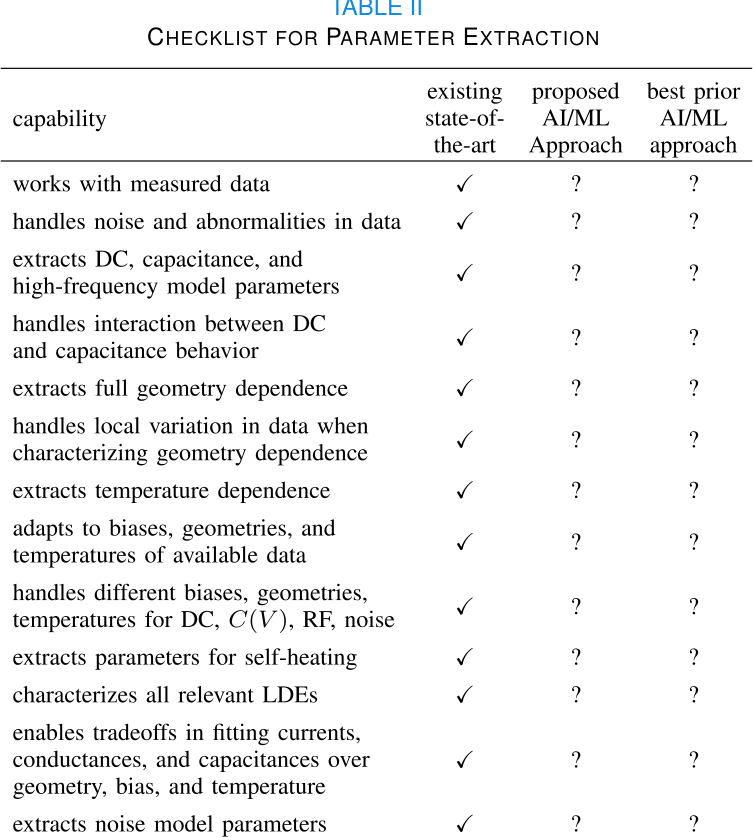 TABLE II
CHECKLIST FOR PARAMETER EXTRACTION
capability
existing
state-of-
the-art
proposed
AI/ML
Approach
best prior
AI/ML
approach
works with measured data ✓ ? ?
handles noise and abnormalities in data ✓ ? ?
extracts DC, capacitance, and
high-frequency model parameters ✓ ? ?
handles interaction between DC
and capacitance behavior ✓ ? ?
extracts full geometry dependence ✓ ? ?
handles local variation in data when
characterizing geometry dependence ✓ ? ?
extracts temperature dependence ✓ ? ?
adapts to biases, geometries, and
temperatures of available data ✓ ? ?
handles different biases, geometries,
temperatures for DC, C(V), RF, noise ✓ ? ?
extracts parameters for self-heating ✓ ? ?
characterizes all relevant LDEs ✓ ? ?
enables tradeoffs in fitting currents,
conductances, and capacitances over ✓ ? ?
geometry, bias, and temperature
extracts noise model parameters ✓ ? ?